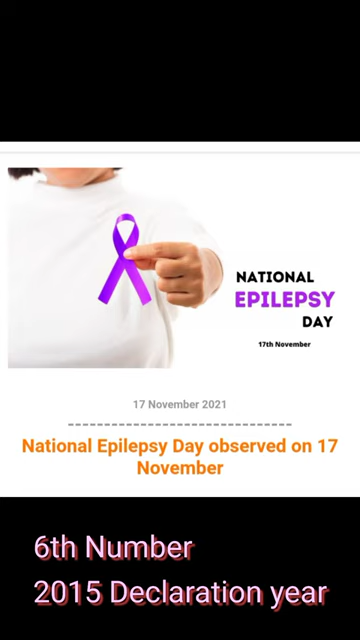 NATIONAL
EPILEPSY
DAY
17th November
17 November 2021
--------------------------------
National Epilepsy Day observed on 17
November
6th Number
2015 Declaration year